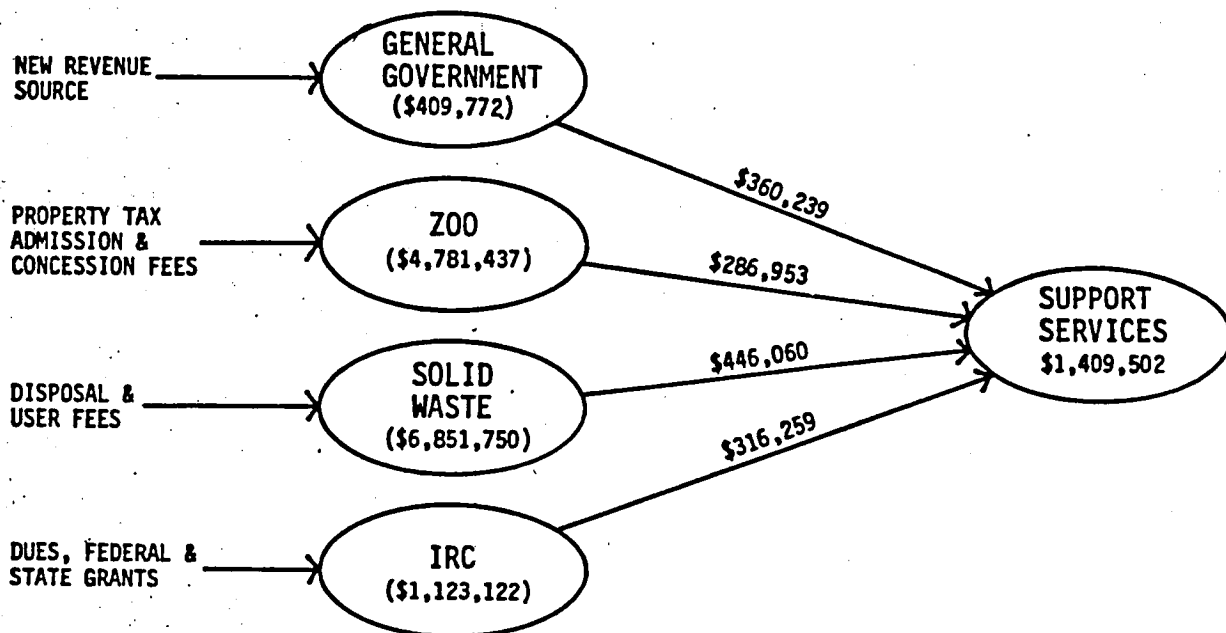 NEW REVENUE
SOURCE
GENERAL
GOVERNMENT
($409,772)
$360,239
PROPERTY TAX
ADMISSION &
CONCESSION FEES
ZOO
($4,781,437)
$286,953
SUPPORT
SERVICES
$1,409,502
DISPOSAL &
USER FEES
SOLID
WASTE
($6,851,750)
$446,060
$316,259
DUES, FEDERAL &
STATE GRANTS
IRC
($1,123,122)